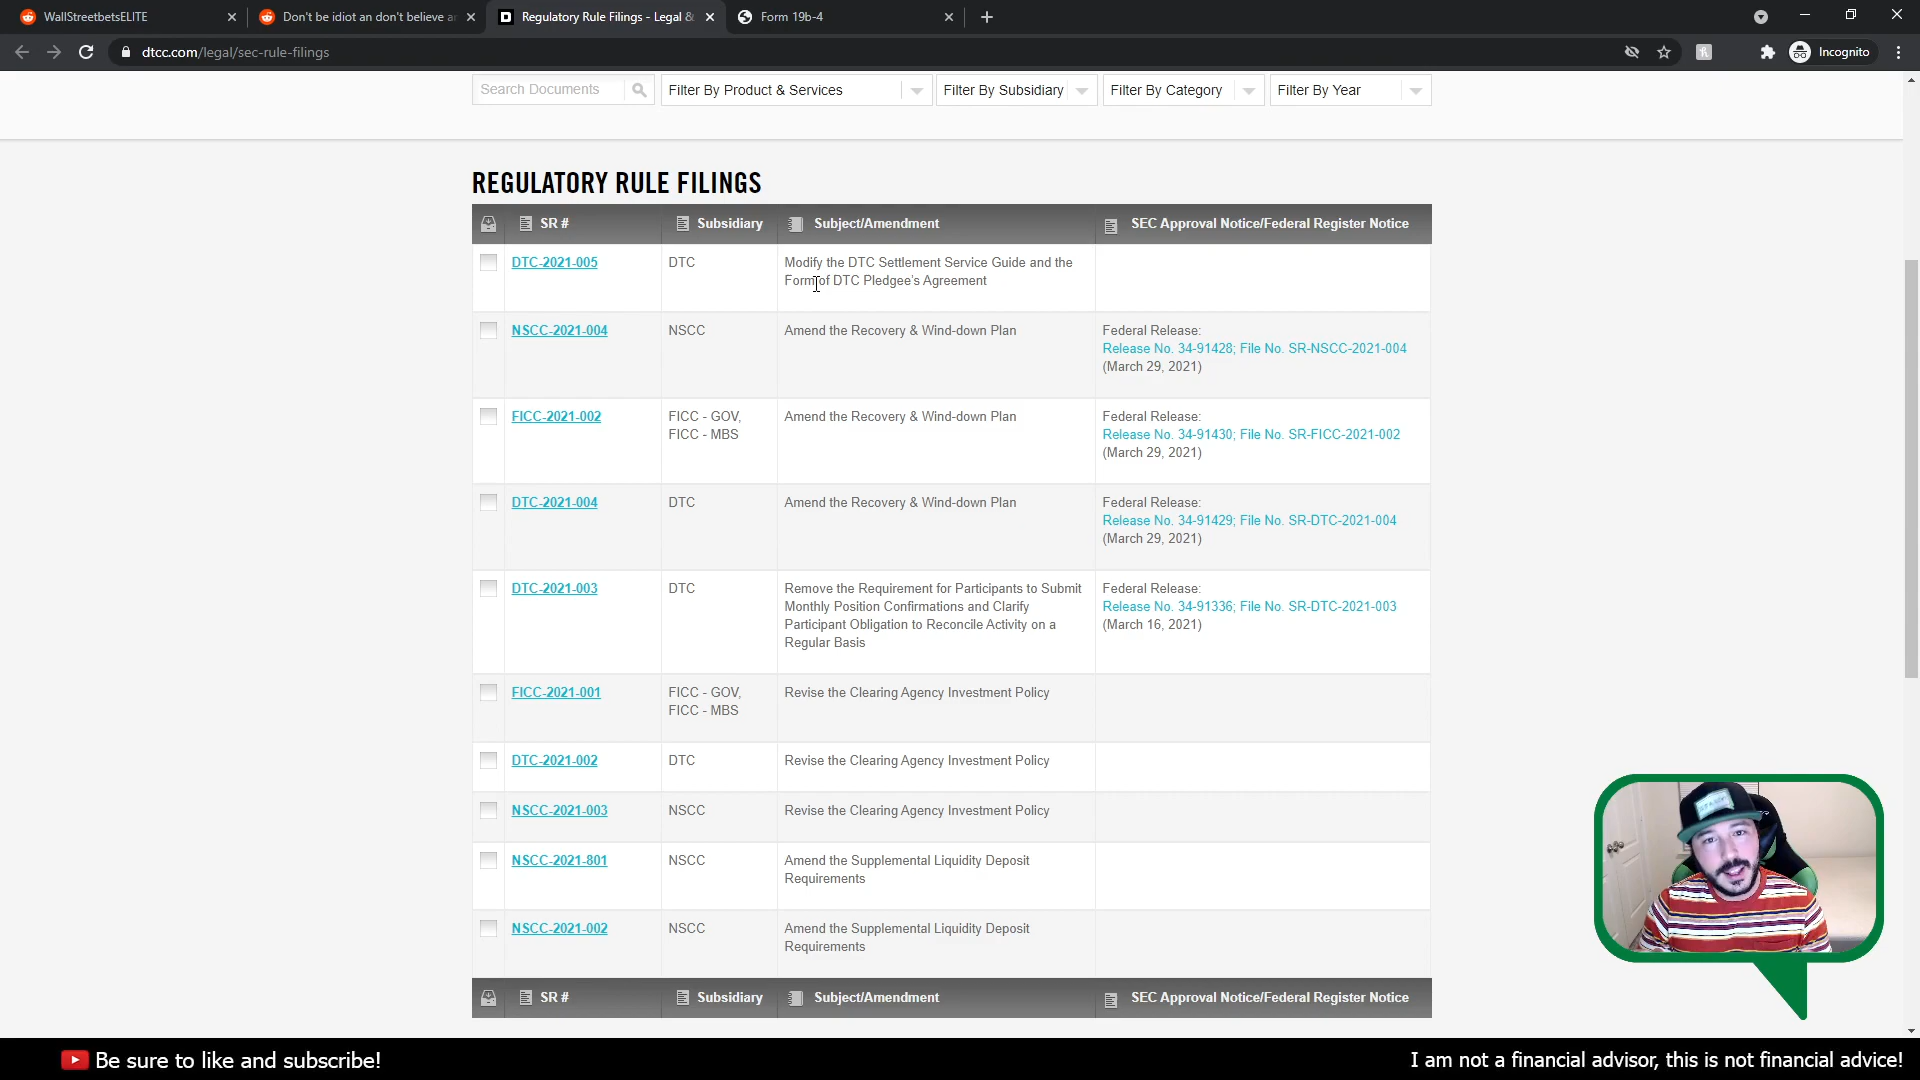 WallStreetbetsELITE
Don't be idiot an don't believe ar
Regulatory Rule Filings - Legal &
Form 19b-4
dtcc.com/legal/sec-rule-filings
Incognito
Search Documents
Filter By Product & Services
Filter By Subsidiary
Filter By Category
Filter By Year
REGULATORY RULE FILINGS
SR #
Subsidiary
Subject/Amendment
SEC Approval Notice/Federal Register Notice
DTC-2021-005
DTC
Modify the DTC Settlement Service Guide and the
Form of DTC Pledgee's Agreement
NSCC-2021-004
NSCC
Amend the Recovery & Wind-down Plan
Federal Release:
Release No. 34-91428; File No. SR-NSCC-2021-004
(March 29, 2021)
FICC-2021-002
FICC - GOV,
FICC - MBS
Amend the Recovery & Wind-down Plan
Federal Release:
Release No. 34-91430; File No. SR-FICC-2021-002
(March 29, 2021)
DTC-2021-004
DTC
Amend the Recovery & Wind-down Plan
Federal Release:
Release No. 34-91429; File No. SR-DTC-2021-004
(March 29, 2021)
DTC-2021-003
DTC
Remove the Requirement for Participants to Submit
Monthly Position Confirmations and Clarify
Participant Obligation to Reconcile Activity on a
Regular Basis
Federal Release:
Release No. 34-91336; File No. SR-DTC-2021-003
(March 16, 2021)
FICC-2021-001
FICC - GOV,
FICC - MBS
Revise the Clearing Agency Investment Policy
DTC-2021-002
DTC
Revise the Clearing Agency Investment Policy
NSCC-2021-003
NSCC
Revise the Clearing Agency Investment Policy
NSCC-2021-801
NSCC
Amend the Supplemental Liquidity Deposit
Requirements
NSCC-2021-002
NSCC
Amend the Supplemental Liquidity Deposit
Requirements
SR #
Subsidiary
Subject/Amendment
SEC Approval Notice/Federal Register Notice
Be sure to like and subscribe!
I am not a financial advisor, this is not financial advice!